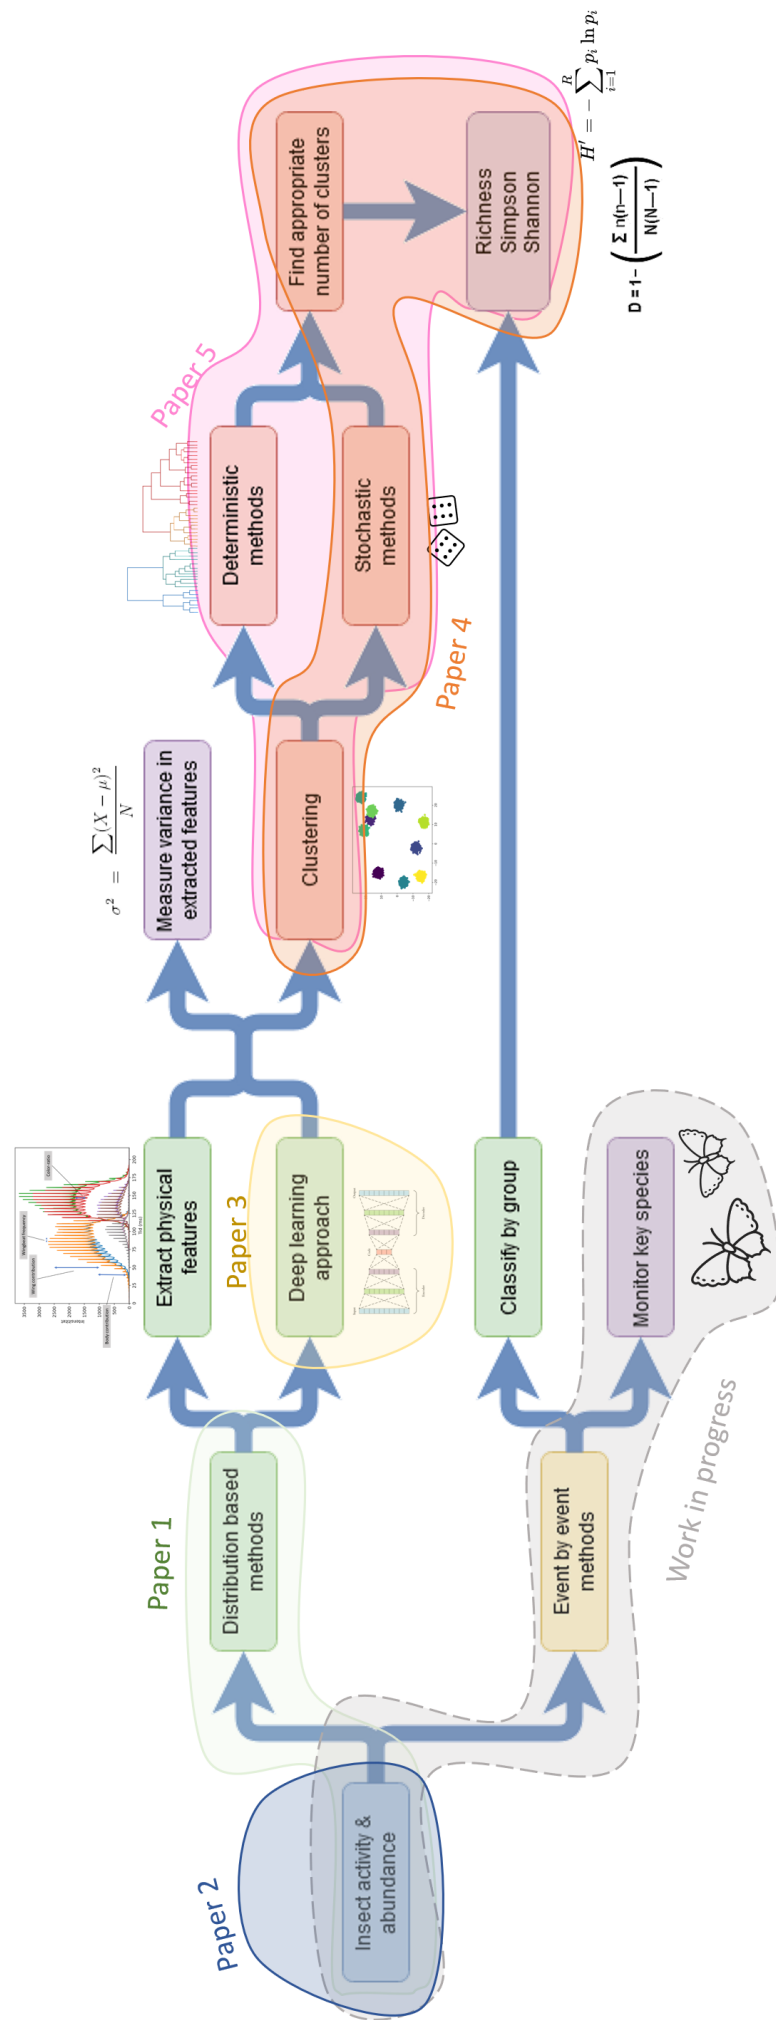 Paper 2
Insect activity &
abundance
Paper 1
Distribution based
methods
Event by event
methods
Work in progress
Extract physical
features
Paper 3
Deep learning
approach
Classify by group
Monitor key species
σ² = ∑(X − μ)² / N
Measure variance in
extracted features
Clustering
Paper 4
Paper 5
Deterministic
methods
Stochastic
methods
Find appropriate
number of clusters
Richness
Simpson
Shannon
H′ = − ∑ᵢ₌₁ᴿ pᵢ ln pᵢ
D = 1 − ( Σ n(n—1) / N(N—1) )